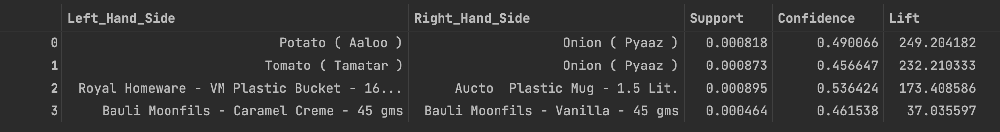 Left_Hand_Side Right_Hand_Side Support Confidence Lift
0 Potato ( Aaloo ) Onion ( Pyaaz ) 0.000818 0.490066 249.204182
1 Tomato ( Tamatar ) Onion ( Pyaaz ) 0.000873 0.456647 232.210333
2 Royal Homeware - VM Plastic Bucket - 16... Aucto  Plastic Mug - 1.5 Lit. 0.000895 0.536424 173.408586
3 Bauli Moonfils - Caramel Creme - 45 gms Bauli Moonfils - Vanilla - 45 gms 0.000464 0.461538 37.035597